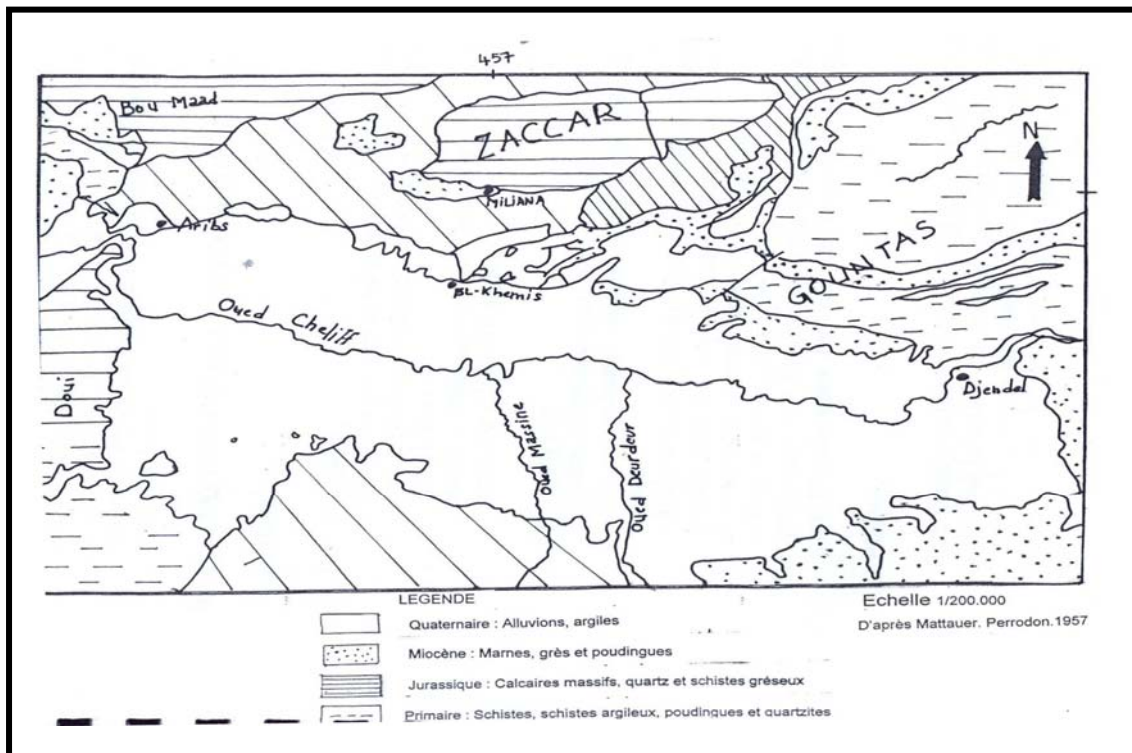 457
Bou Maad
ZACCAR
N
MILIANA
Aribs
GOUNTAS
BL-Khemis
Oued Cheliff
Djendel
Doui
Oued Massine
Oued Deurdeur
LEGENDE
Echelle 1/200.000
Quaternaire : Alluvions, argiles
D'après Mattauer. Perrodon.1957
Miocène : Marnes, grès et poudingues
Jurassique : Calcaires massifs, quartz et schistes gréseux
Primaire : Schistes, schistes argileux, poudingues et quartzites